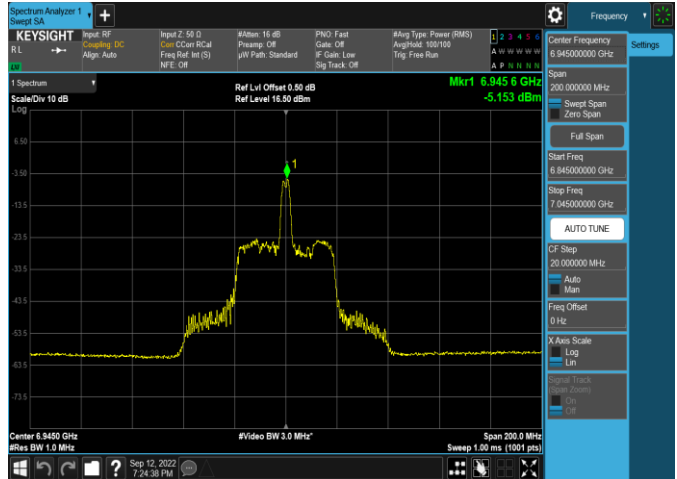 Spectrum Analyzer 1
Swept SA
+
Frequency
KEYSIGHT
RL
Input: RF
Coupling: DC
Align: Auto
Input Z: 50 Ω
Corr CCorr RCal
Freq Ref: Int (S)
NFE: Off
#Atten: 16 dB
Preamp: Off
µW Path: Standard
PNO: Fast
Gate: Off
IF Gain: Low
Sig Track: Off
#Avg Type: Power (RMS)
Avg|Hold: 100/100
Trig: Free Run
1 2 3 4 5 6
A W W W W W
A P N N N N
1 Spectrum
Scale/Div 10 dB
Log
Ref Lvl Offset 0.50 dB
Ref Level 16.50 dBm
Mkr1 6.945 6 GHz
-5.153 dBm
1
6.50
-3.50
-13.5
-23.5
-33.5
-43.5
-53.5
-63.5
-73.5
Center 6.9450 GHz
#Res BW 1.0 MHz
#Video BW 3.0 MHz*
Span 200.0 MHz
Sweep 1.00 ms (1001 pts)
Sep 12, 2022
7:24:38 PM
Center Frequency
6.945000000 GHz
Settings
Span
200.000000 MHz
Swept Span
Zero Span
Full Span
Start Freq
6.845000000 GHz
Stop Freq
7.045000000 GHz
AUTO TUNE
CF Step
20.000000 MHz
Auto
Man
Freq Offset
0 Hz
X Axis Scale
Log
Lin
Signal Track
(Span Zoom)
On
Off